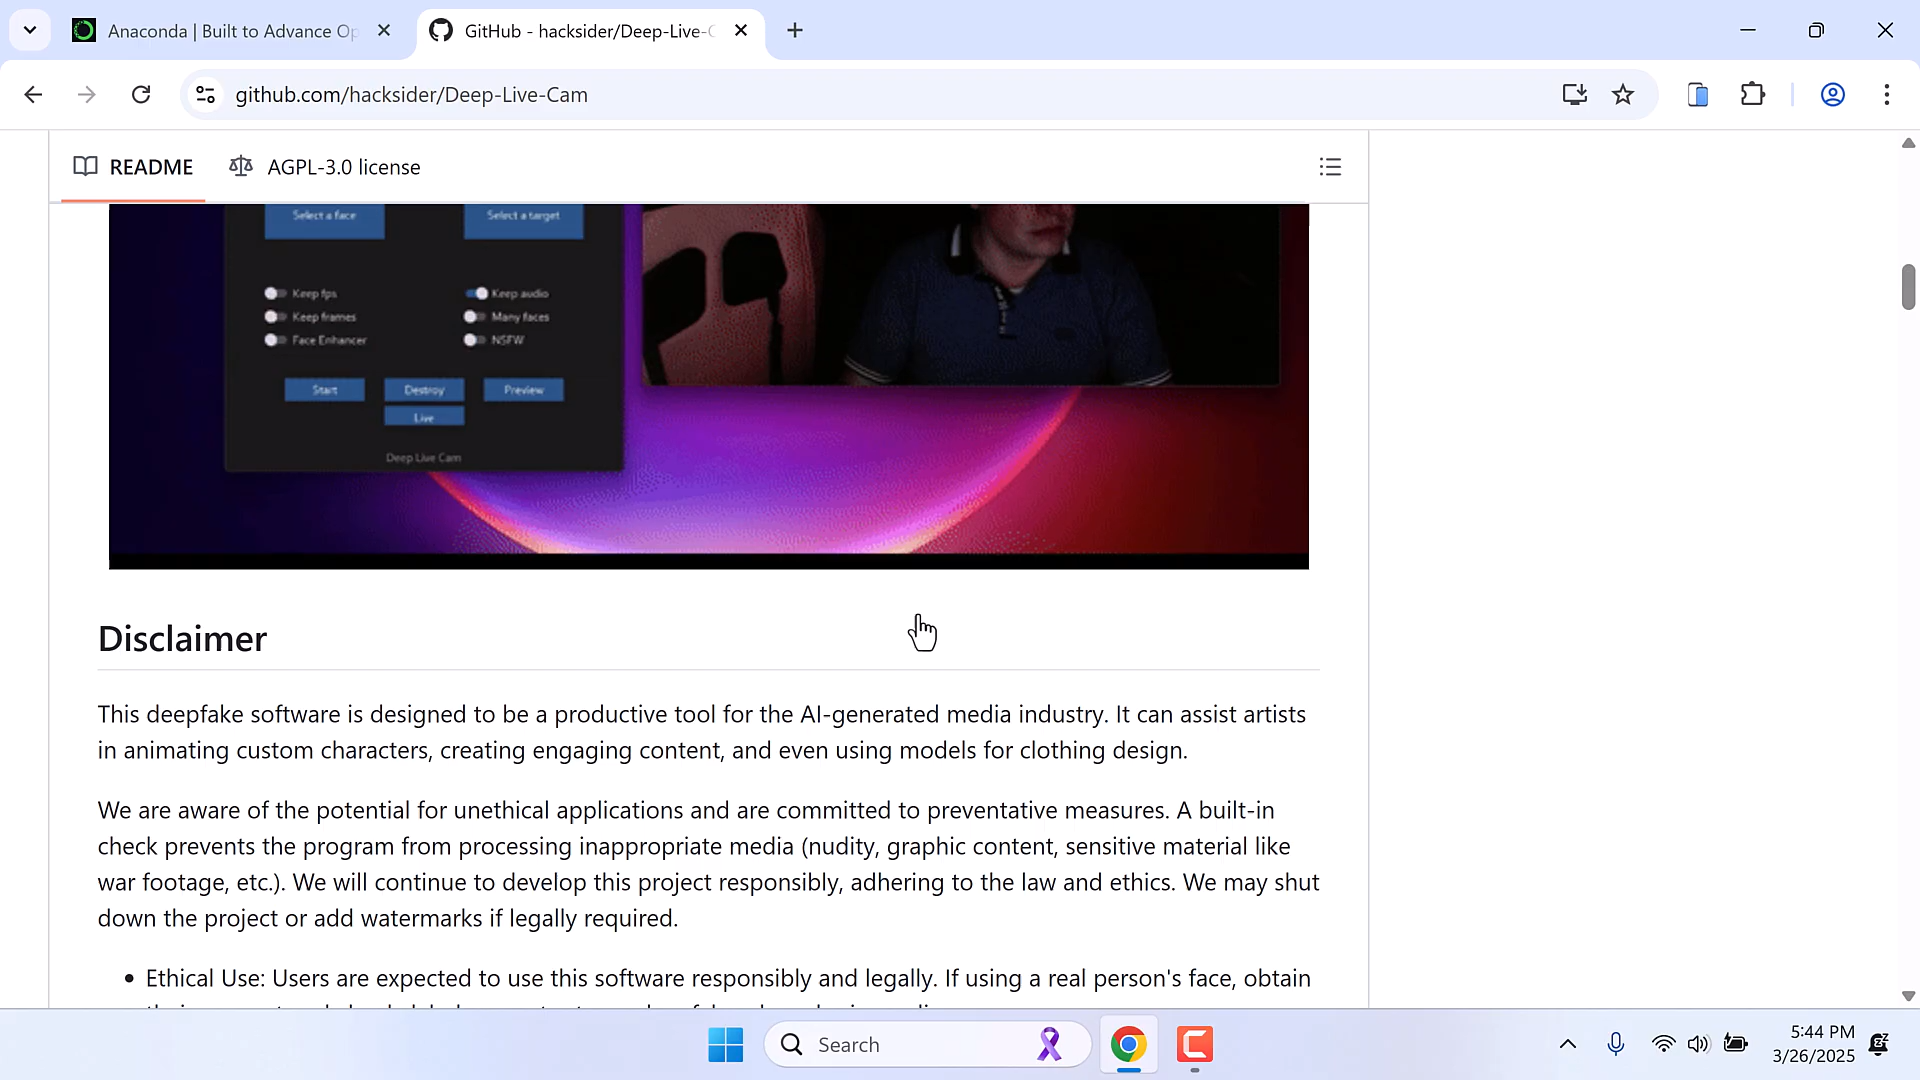 Anaconda | Built to Advance Op
GitHub - hacksider/Deep-Live-C
github.com/hacksider/Deep-Live-Cam
README
AGPL-3.0 license
Select a face
Select a target
Keep fps
Keep audio
Keep frames
Many faces
Face Enhancer
NSFW
Start
Destroy
Preview
Live
Deep Live Cam
Disclaimer
This deepfake software is designed to be a productive tool for the AI-generated media industry. It can assist artists
in animating custom characters, creating engaging content, and even using models for clothing design.
We are aware of the potential for unethical applications and are committed to preventative measures. A built-in
check prevents the program from processing inappropriate media (nudity, graphic content, sensitive material like
war footage, etc.). We will continue to develop this project responsibly, adhering to the law and ethics. We may shut
down the project or add watermarks if legally required.
• Ethical Use: Users are expected to use this software responsibly and legally. If using a real person's face, obtain
Search
5:44 PM
3/26/2025